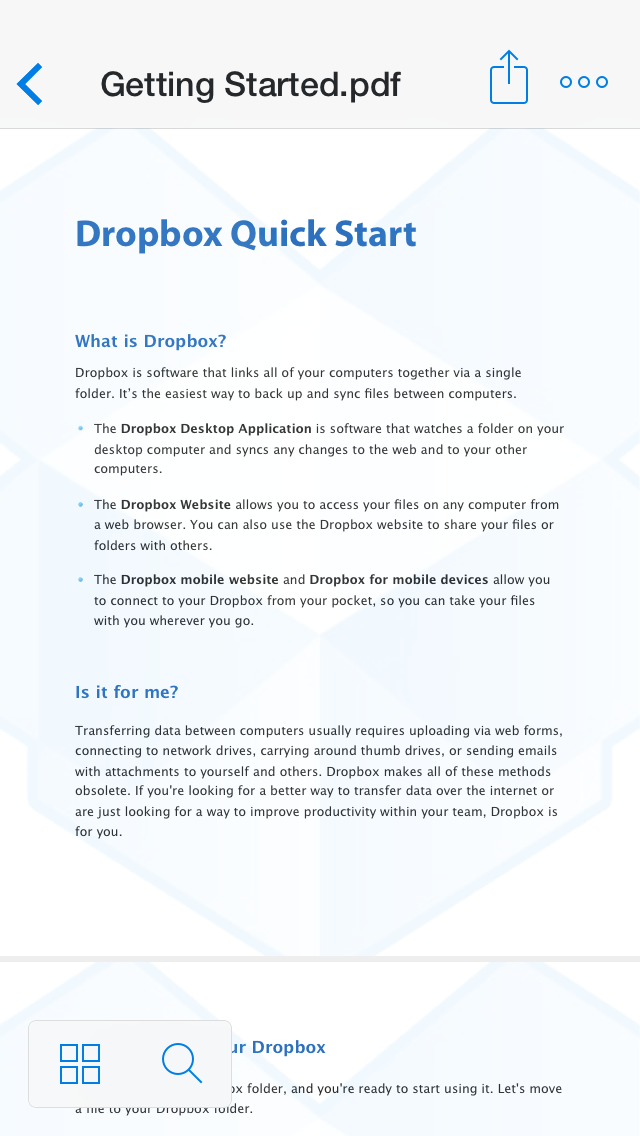 Getting Started.pdf
Dropbox Quick Start
What is Dropbox?
Dropbox is software that links all of your computers together via a single
folder. It’s the easiest way to back up and sync files between computers.
• The Dropbox Desktop Application is software that watches a folder on your
desktop computer and syncs any changes to the web and to your other
computers.
• The Dropbox Website allows you to access your files on any computer from
a web browser. You can also use the Dropbox website to share your files or
folders with others.
• The Dropbox mobile website and Dropbox for mobile devices allow you
to connect to your Dropbox from your pocket, so you can take your files
with you wherever you go.
Is it for me?
Transferring data between computers usually requires uploading via web forms,
connecting to network drives, carrying around thumb drives, or sending emails
with attachments to yourself and others. Dropbox makes all of these methods
obsolete. If you're looking for a better way to transfer data over the internet or
are just looking for a way to improve productivity within your team, Dropbox is
for you.
Dropbox
folder, and you're ready to start using it. Let's move
a file to your Dropbox folder.